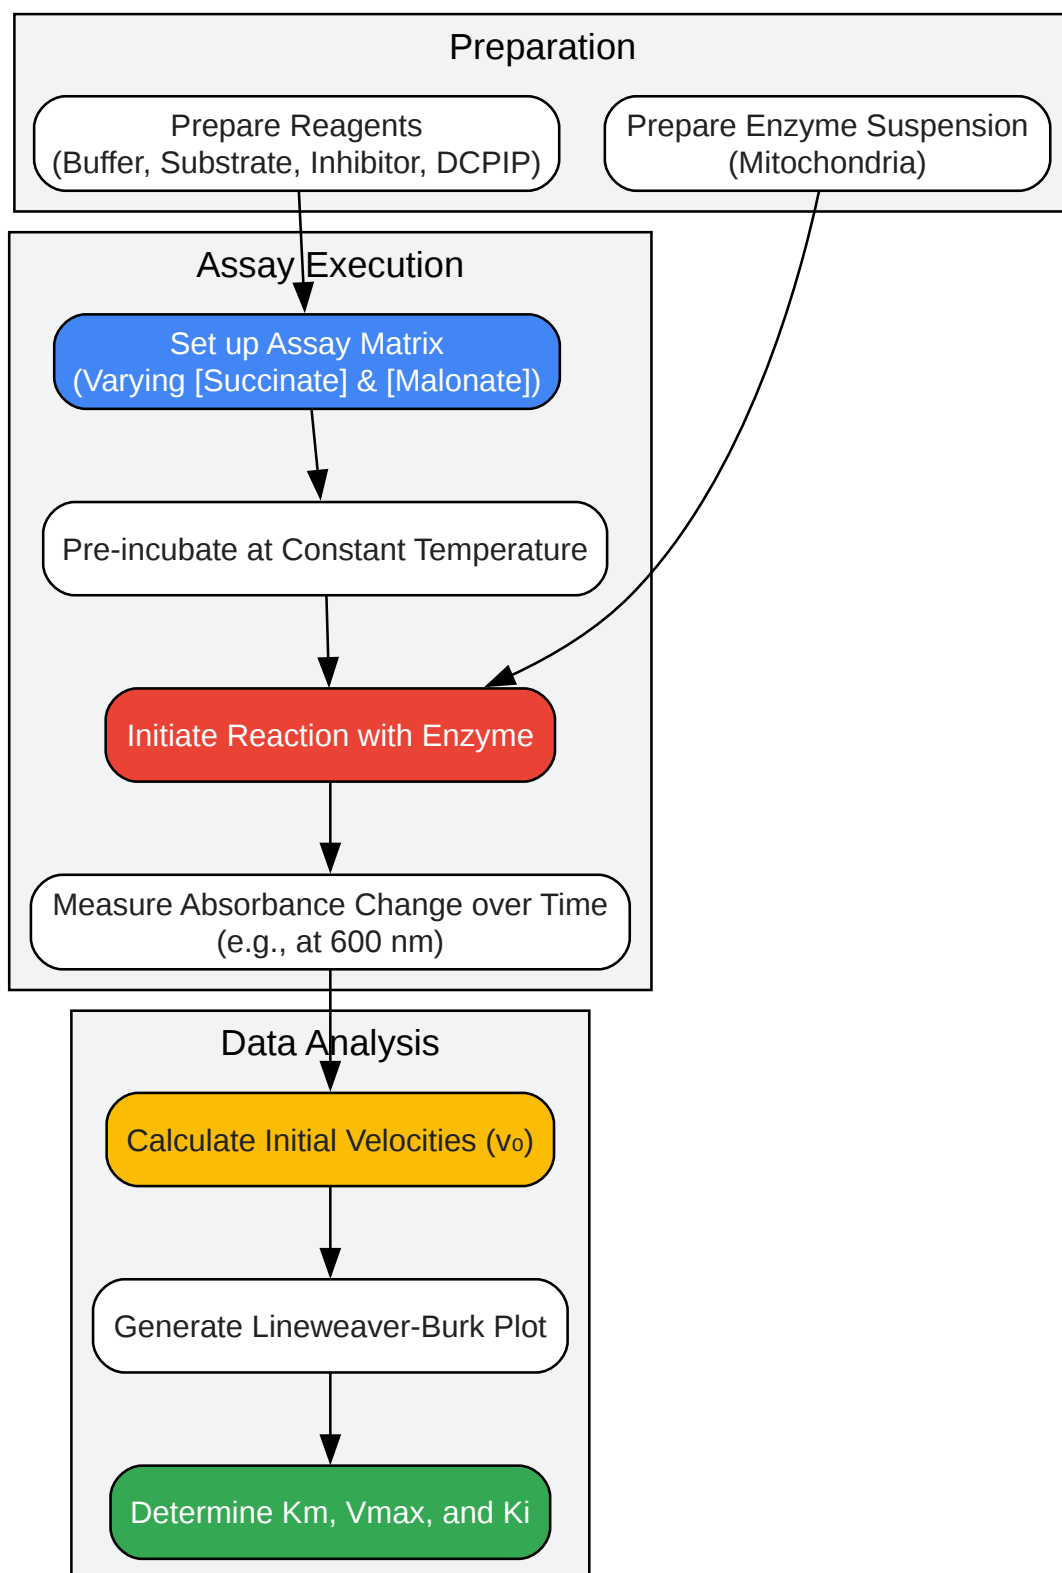 Preparation
Prepare Reagents
(Buffer, Substrate, Inhibitor, DCPIP)
Prepare Enzyme Suspension
(Mitochondria)
Assay Execution
Set up Assay Matrix
(Varying [Succinate] & [Malonate])
Pre-incubate at Constant Temperature
Initiate Reaction with Enzyme
Measure Absorbance Change over Time
(e.g., at 600 nm)
Data Analysis
Calculate Initial Velocities (v₀)
Generate Lineweaver-Burk Plot
Determine Km, Vmax, and Ki